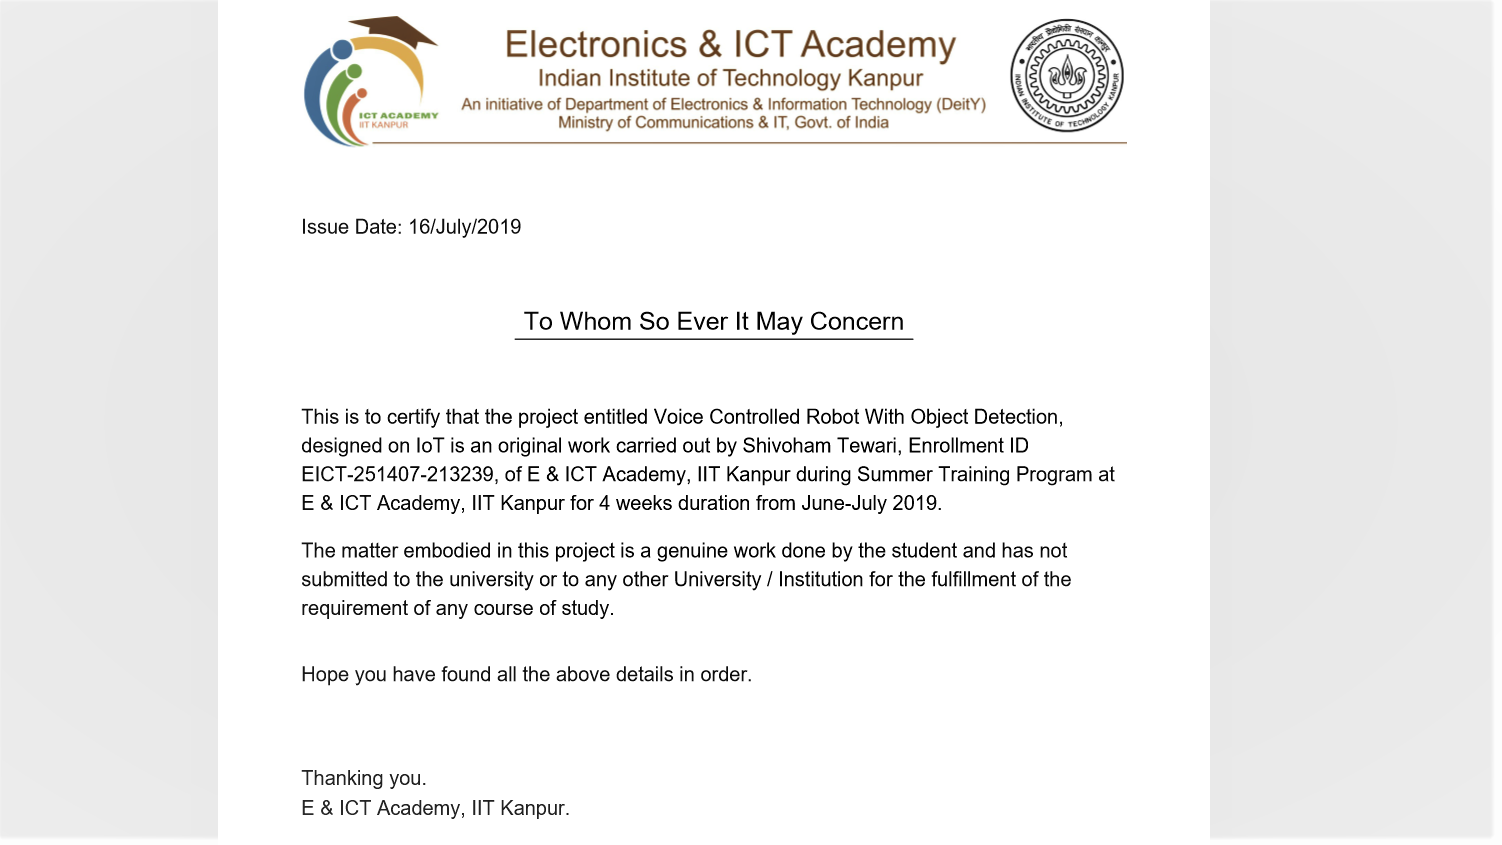 Electronics & ICT Academy
Indian Institute of Technology Kanpur
An initiative of Department of Electronics & Information Technology (DeitY)
Ministry of Communications & IT, Govt. of India
ICT ACADEMY
IIT KANPUR
भारतीय प्रौद्योगिकी संस्थान कानपुर
INDIAN INSTITUTE OF TECHNOLOGY KANPUR
Issue Date: 16/July/2019
To Whom So Ever It May Concern
This is to certify that the project entitled Voice Controlled Robot With Object Detection,
designed on IoT is an original work carried out by Shivoham Tewari, Enrollment ID
EICT-251407-213239, of E & ICT Academy, IIT Kanpur during Summer Training Program at
E & ICT Academy, IIT Kanpur for 4 weeks duration from June-July 2019.
The matter embodied in this project is a genuine work done by the student and has not
submitted to the university or to any other University / Institution for the fulfillment of the
requirement of any course of study.
Hope you have found all the above details in order.
Thanking you.
E & ICT Academy, IIT Kanpur.